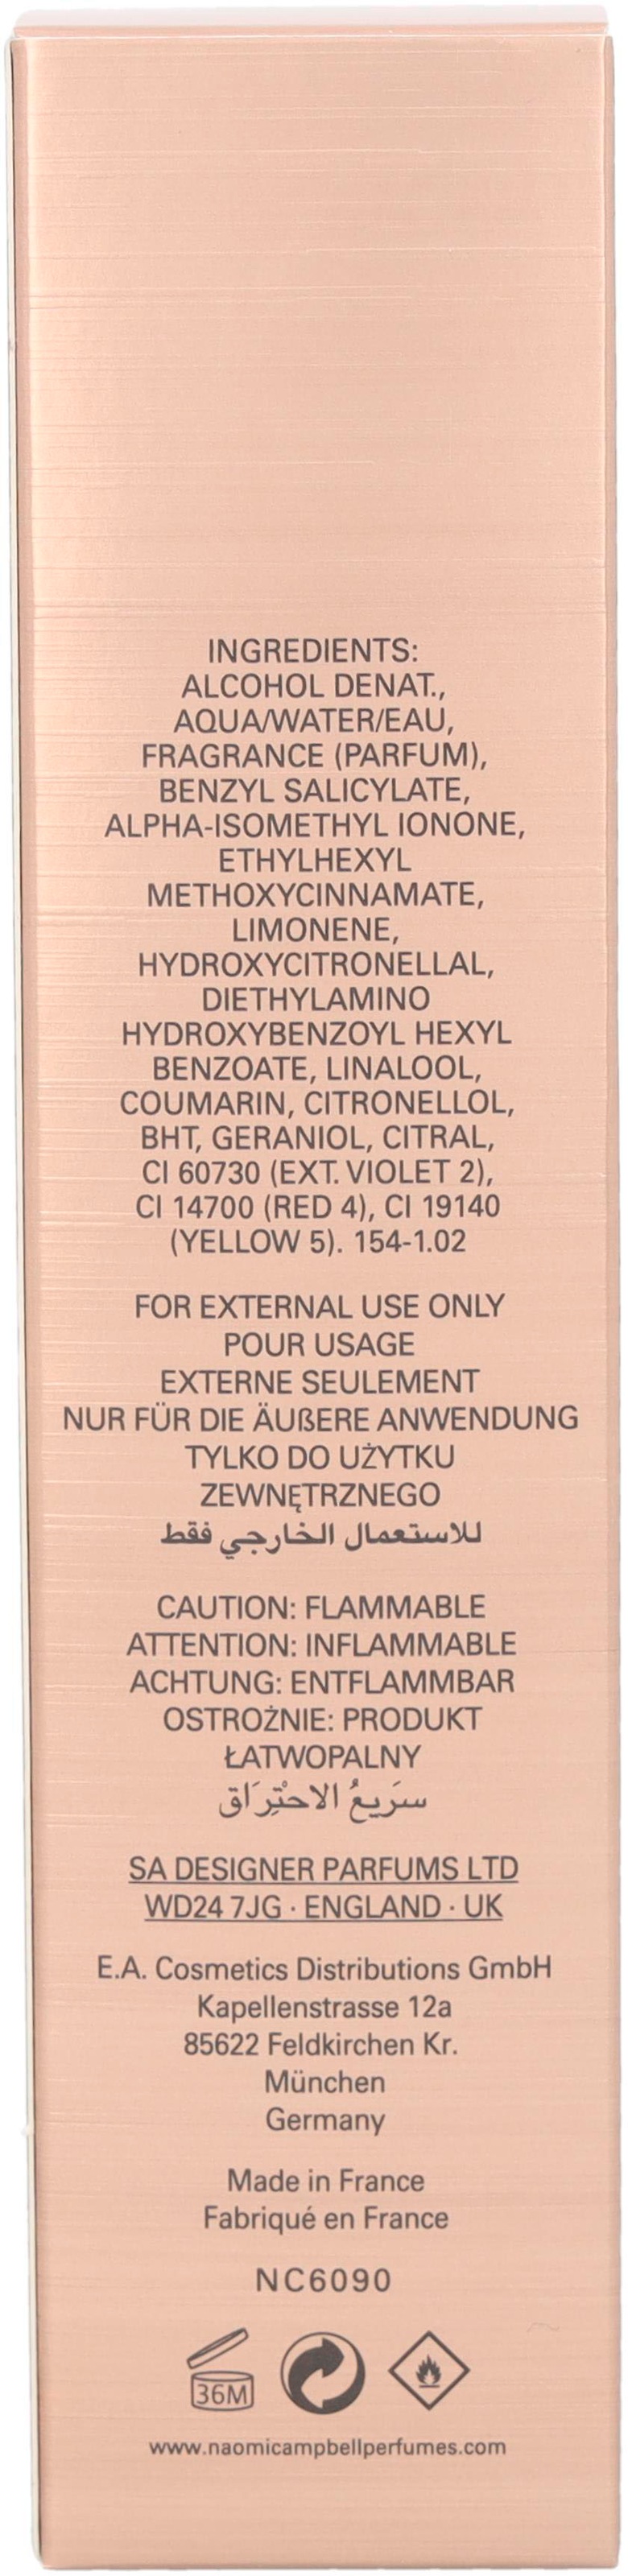 INGREDIENTS:
ALCOHOL DENAT.,
AQUA/WATER/EAU,
FRAGRANCE (PARFUM),
BENZYL SALICYLATE,
ALPHA-ISOMETHYL IONONE,
ETHYLHEXYL
METHOXYCINNAMATE,
LIMONENE,
HYDROXYCITRONELLAL,
DIETHYLAMINO
HYDROXYBENZOYL HEXYL
BENZOATE, LINALOOL,
COUMARIN, CITRONELLOL,
BHT, GERANIOL, CITRAL,
CI 60730 (EXT. VIOLET 2),
CI 14700 (RED 4), CI 19140
(YELLOW 5). 154-1.02
FOR EXTERNAL USE ONLY
POUR USAGE
EXTERNE SEULEMENT
NUR FÜR DIE ÄUßERE ANWENDUNG
TYLKO DO UŻYTKU
ZEWNĘTRZNEGO
للاستعمال الخارجي فقط
CAUTION: FLAMMABLE
ATTENTION: INFLAMMABLE
ACHTUNG: ENTFLAMMBAR
OSTROŻNIE: PRODUKT
ŁATWOPALNY
سَريعُ الاحْتِرَاق
SA DESIGNER PARFUMS LTD
WD24 7JG · ENGLAND · UK
E.A. Cosmetics Distributions GmbH
Kapellenstrasse 12a
85622 Feldkirchen Kr.
München
Germany
Made in France
Fabriqué en France
NC6090
36M
www.naomicampbellperfumes.com